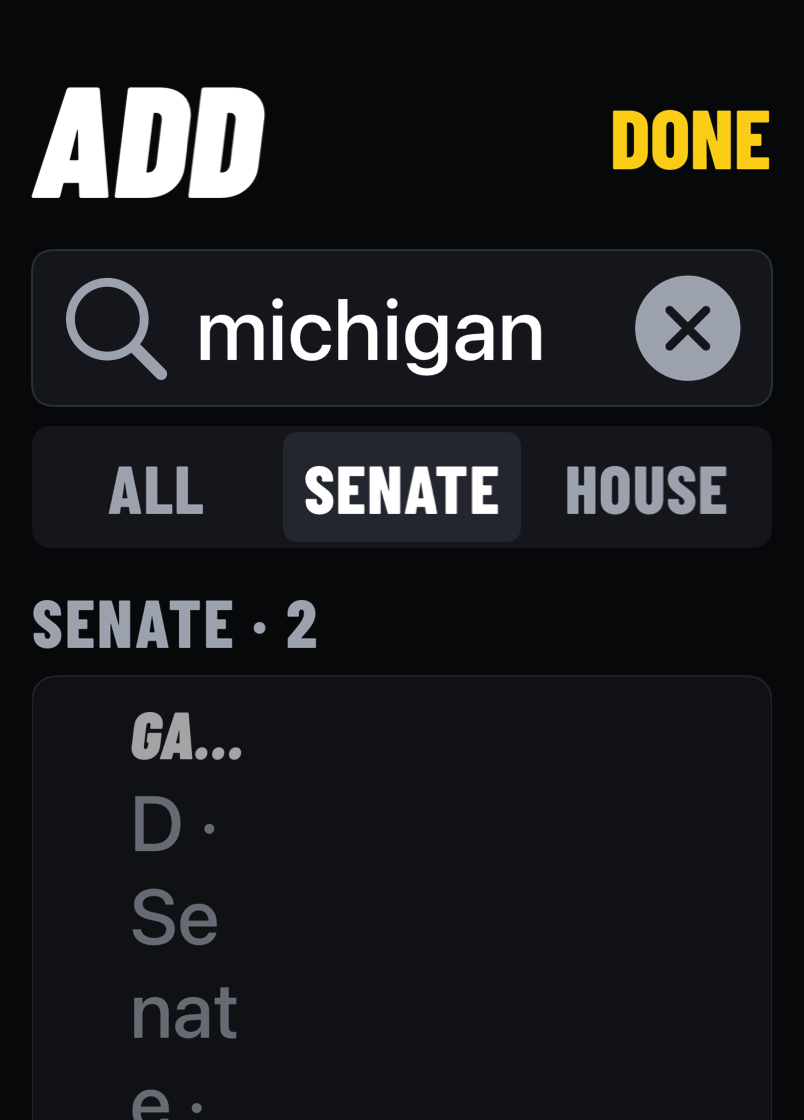 ADD
DONE
michigan
ALL
SENATE
HOUSE
SENATE · 2
GA...
D ·
Se
nat
e ·